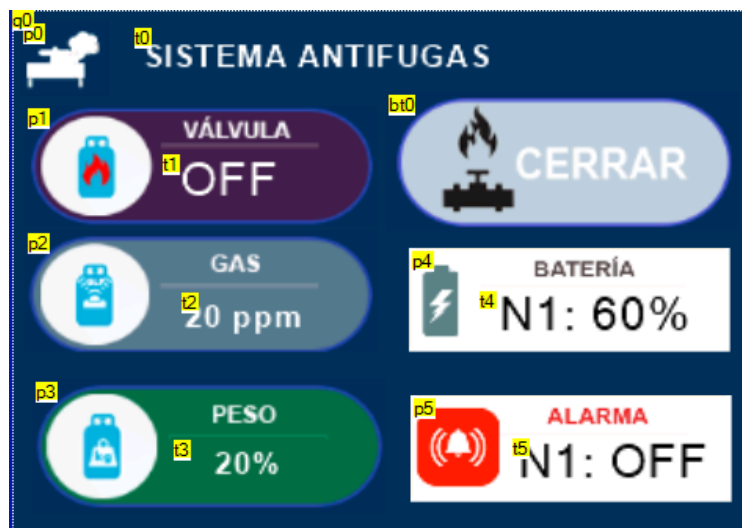 q0
p0
t0
SISTEMA ANTIFUGAS
p1
VÁLVULA
t1
OFF
bt0
CERRAR
p2
GAS
t2
20 ppm
p4
BATERÍA
t4
N1: 60%
p3
PESO
t3
20%
p5
ALARMA
t5
N1: OFF